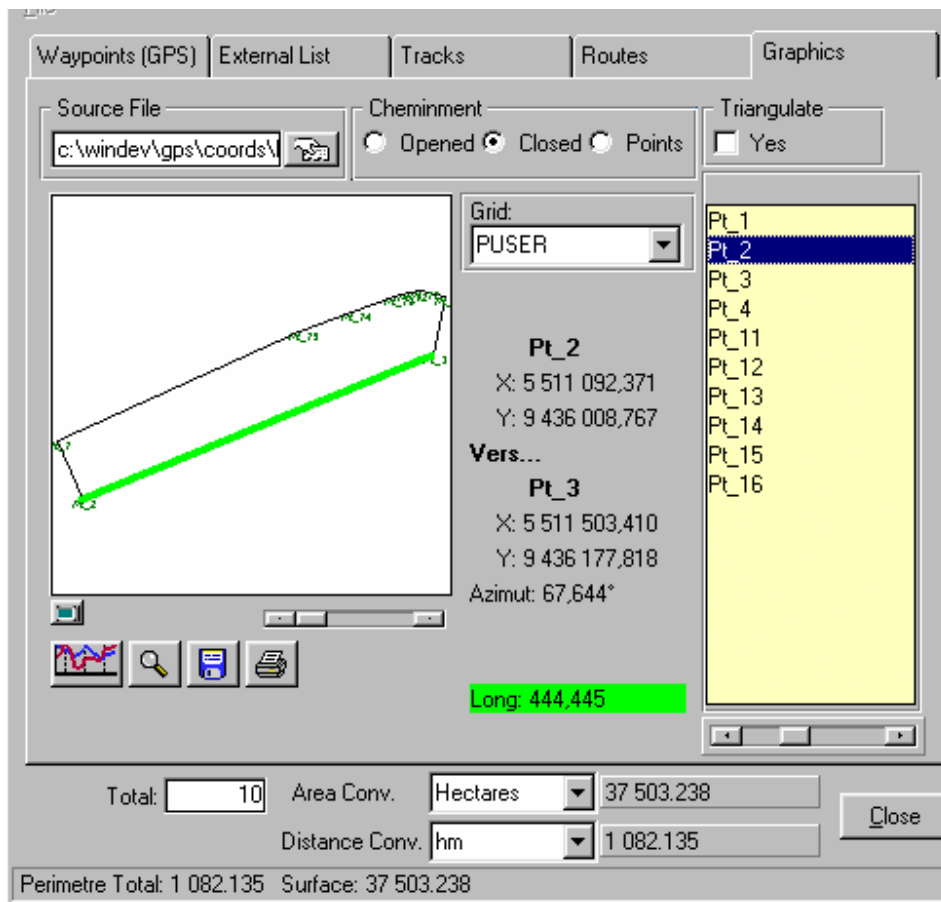 File
Waypoints (GPS) External List Tracks Routes Graphics
Source File Cheminment Triangulate
c:\windev\gps\coords\ Opened Closed Points Yes
Grid:
PUSER
Pt_1
Pt_2
Pt_3
Pt_4
Pt_11
Pt_12
Pt_13
Pt_14
Pt_15
Pt_16
Pt_2
X: 5 511 092,371
Y: 9 436 008,767
Vers...
Pt_3
X: 5 511 503,410
Y: 9 436 177,818
Azimut: 67,644°
Long: 444,445
Total: 10 Area Conv. Hectares 37 503.238
Distance Conv. hm 1 082.135
Close
Perimetre Total: 1 082.135 Surface: 37 503.238